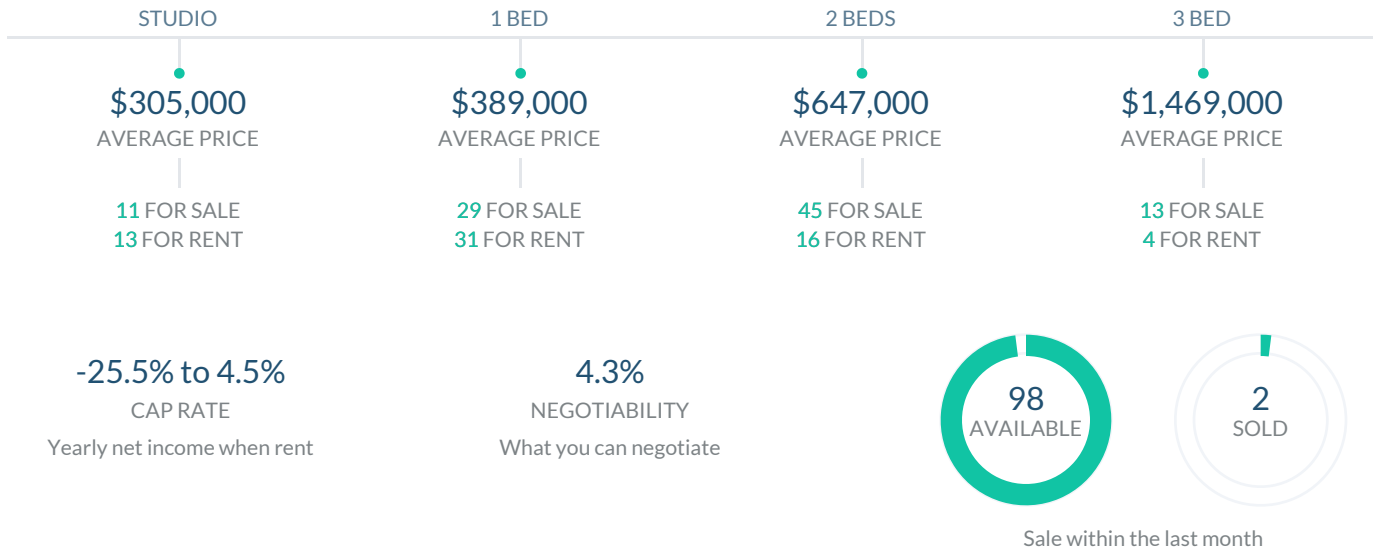 STUDIO
1 BED
2 BEDS
3 BED
$305,000
$389,000
$647,000
$1,469,000
AVERAGE PRICE
AVERAGE PRICE
AVERAGE PRICE
AVERAGE PRICE
11 FOR SALE
29 FOR SALE
45 FOR SALE
13 FOR SALE
13 FOR RENT
31 FOR RENT
16 FOR RENT
4 FOR RENT
-25.5% to 4.5%
CAP RATE
Yearly net income when rent
4.3%
NEGOTIABILITY
What you can negotiate
98
AVAILABLE
2
SOLD
Sale within the last month